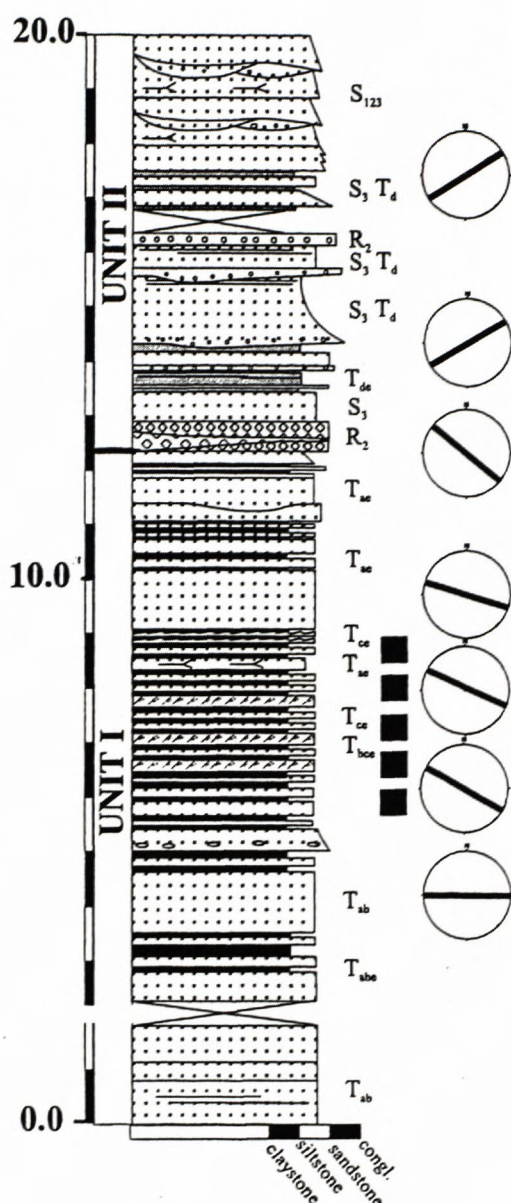 20.0
S123
S3 Td
UNIT II
R2
S3 Td
S3 Td
Tde
S3
R2
Tae
10.0
Tae
Tce
Tae
Tce
Tbce
UNIT I
Tab
Tabe
Tab
0.0
claystone
siltstone
sandstone
congl.